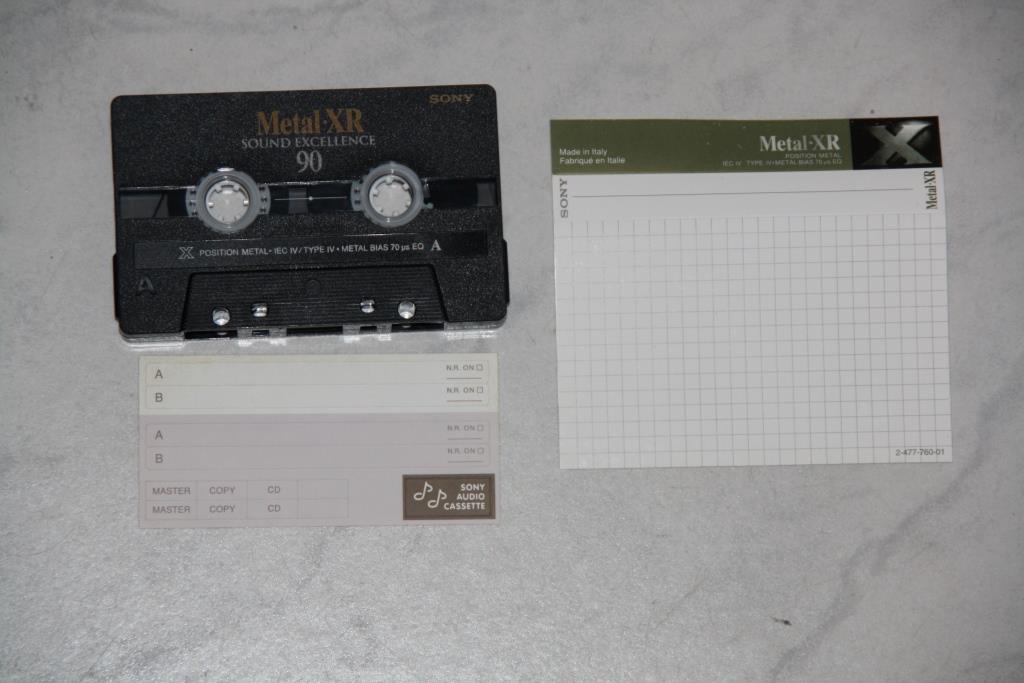 SONY
Metal·XR
SOUND EXCELLENCE
90
X POSITION METAL• IEC IV/TYPE IV • METAL BIAS 70 µs EQ A
A
A N.R. ON
B N.R. ON
A N.R. ON
B N.R. ON
MASTER COPY CD
MASTER COPY CD
SONY
AUDIO
CASSETTE
Made in Italy
Fabriqué en Italie
Metal·XR
POSITION METAL
IEC IV TYPE IV•METAL BIAS 70 µs EQ
X
SONY
Metal·XR
2-477-760-01